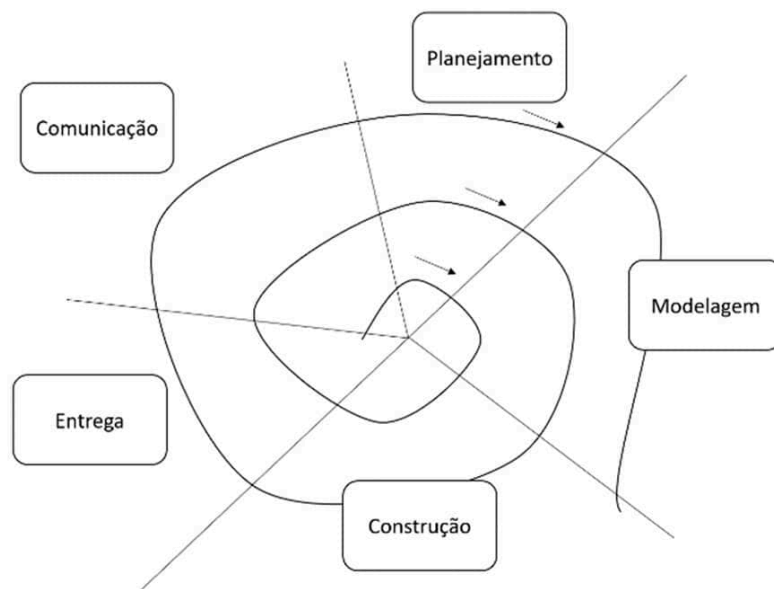 Planejamento
Comunicação
Modelagem
Entrega
Construção